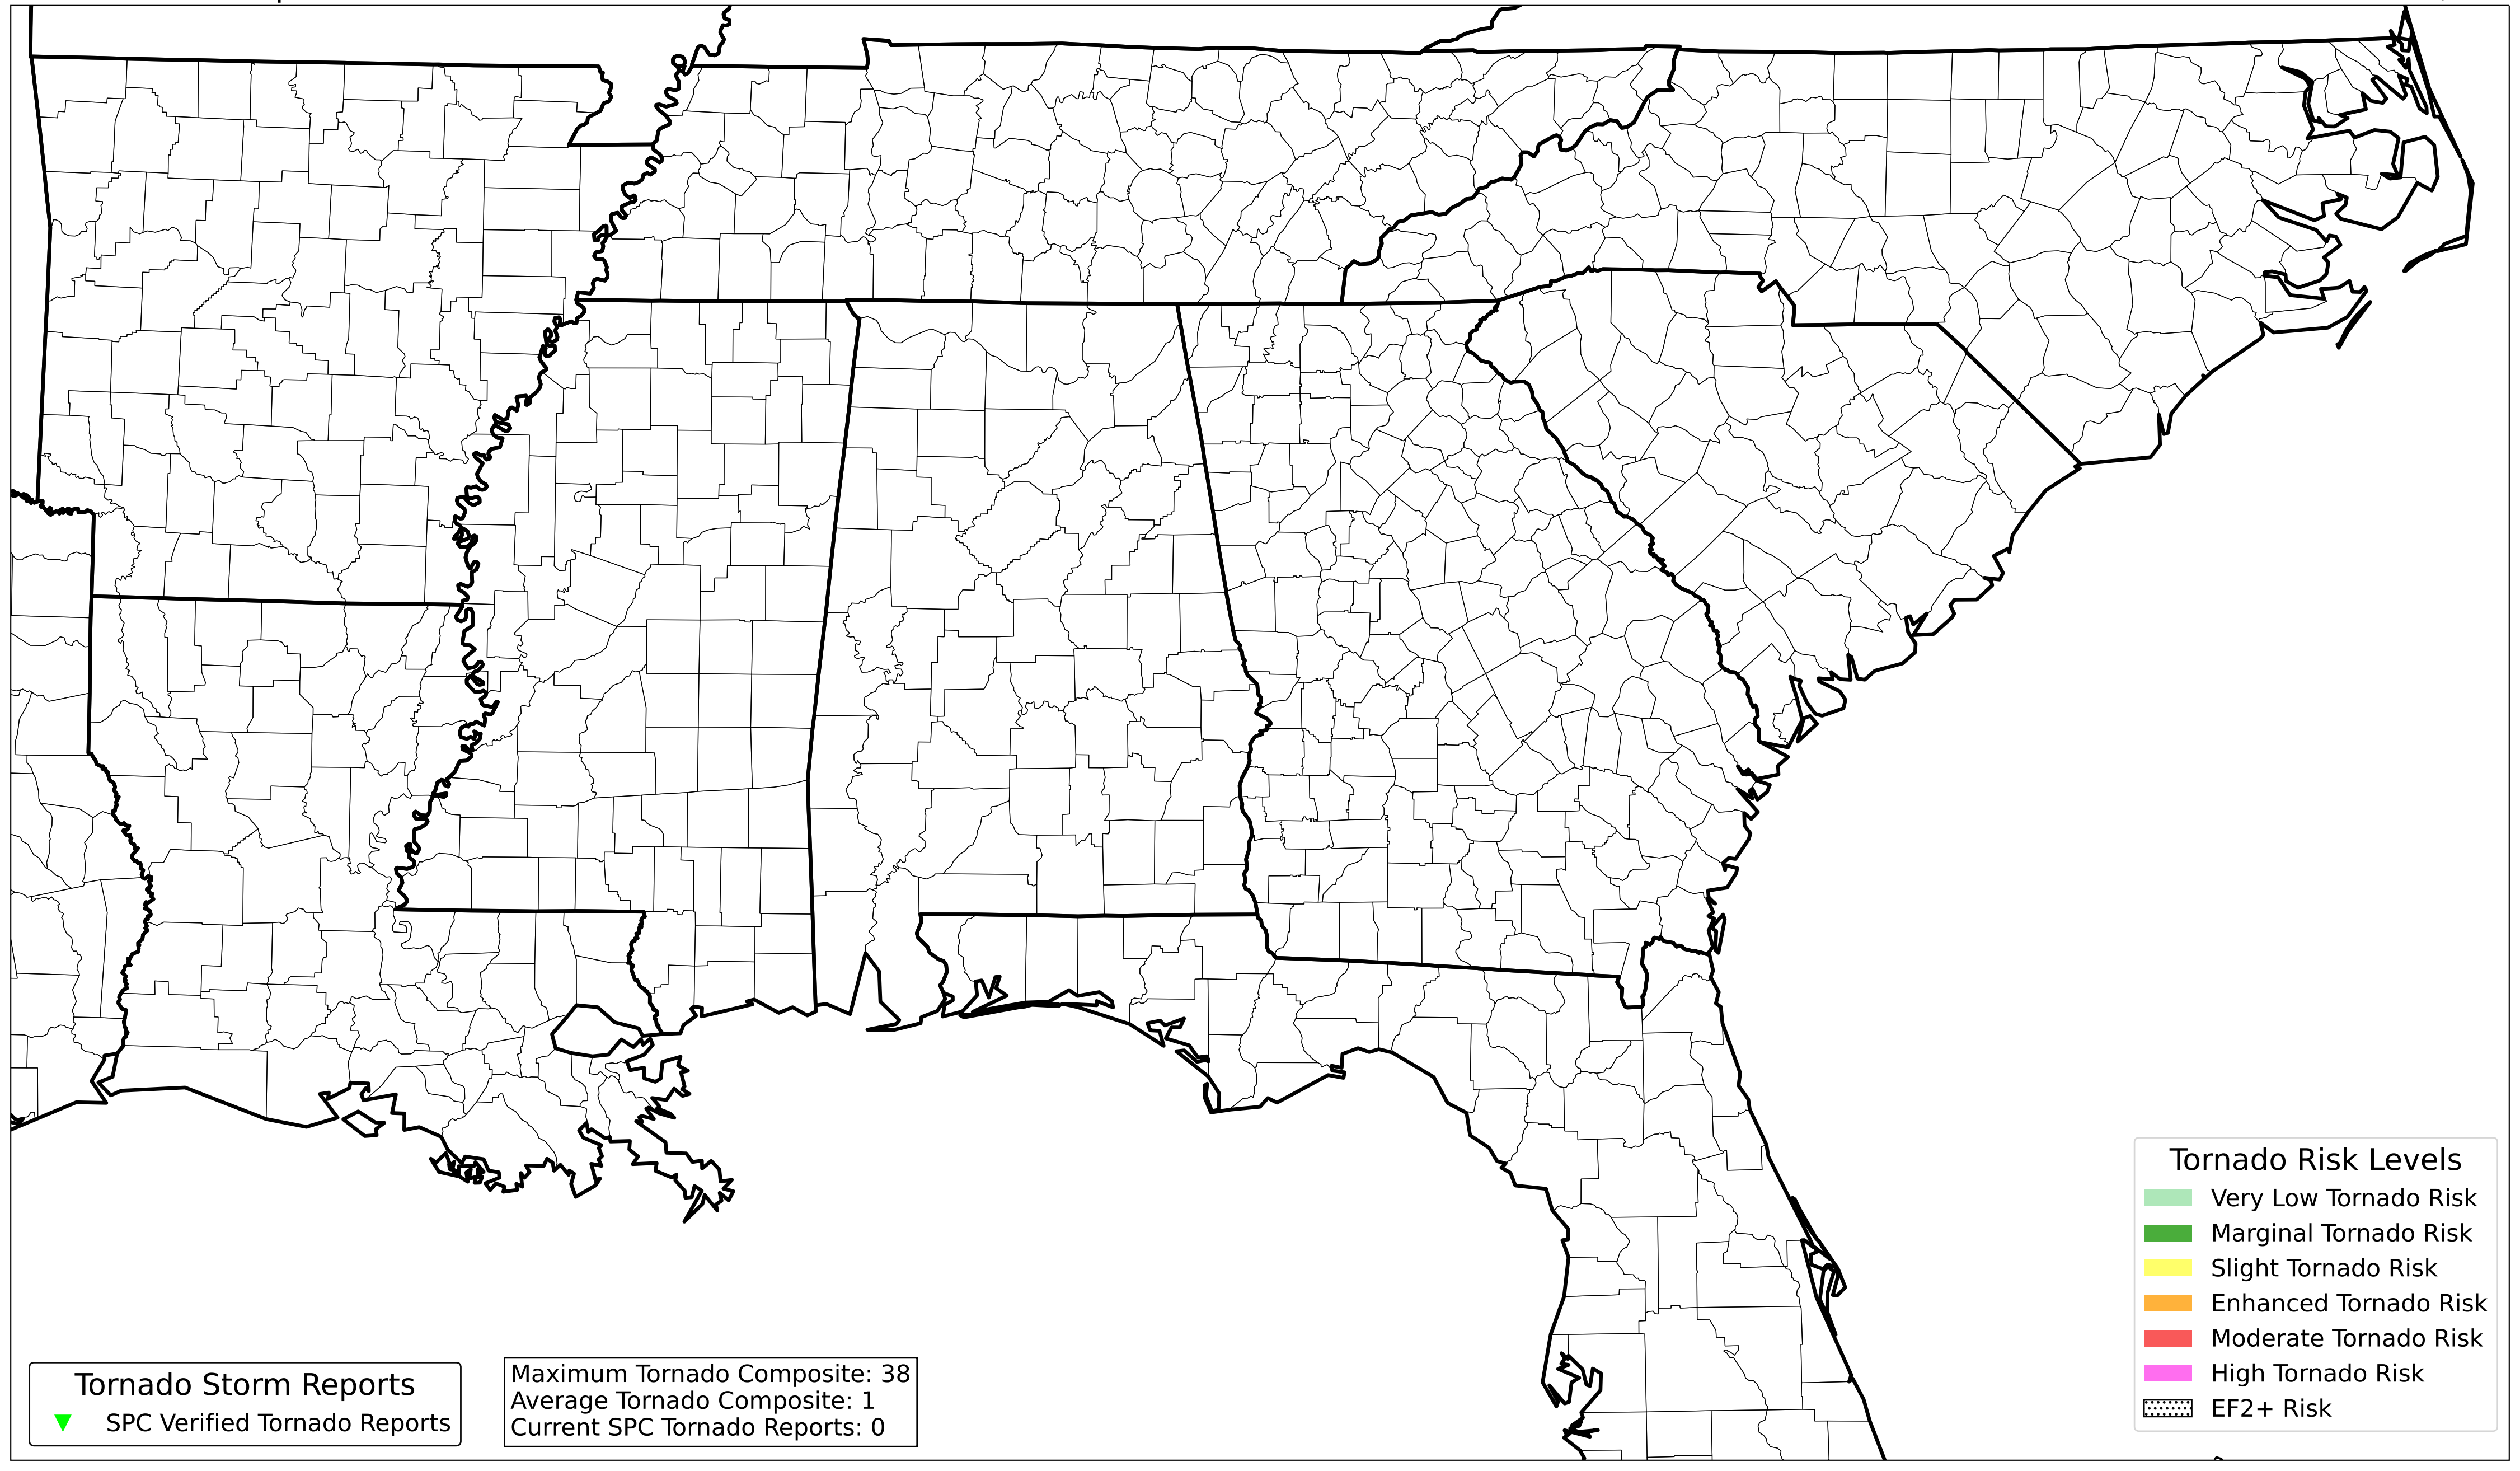 Tornado Risk Levels
Very Low Tornado Risk
Marginal Tornado Risk
Slight Tornado Risk
Enhanced Tornado Risk
Moderate Tornado Risk
High Tornado Risk
EF2+ Risk
Tornado Storm Reports
SPC Verified Tornado Reports
Maximum Tornado Composite: 38
Average Tornado Composite: 1
Current SPC Tornado Reports: 0